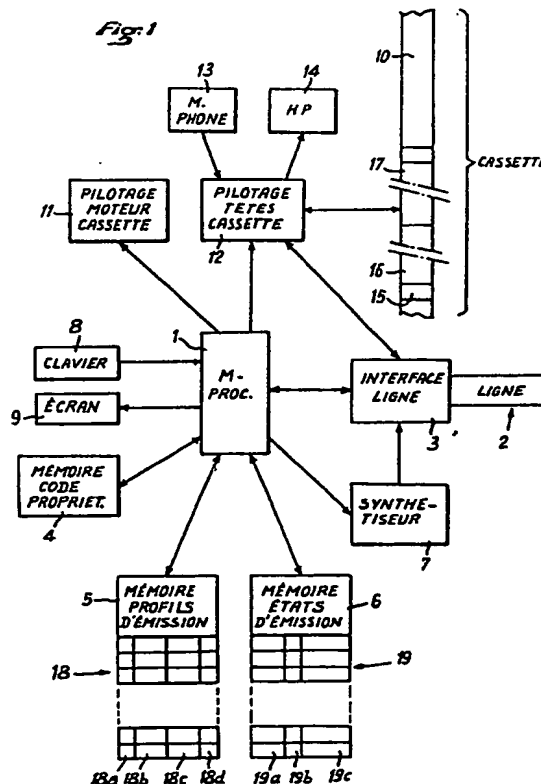 Fig: 1
10
13
14
M.
PHONE
HP
17
CASSETTE
PILOTAGE
MOTEUR
CASSETTE
11
PILOTAGE
TETES
CASSETTE
12
16
15
1
8
CLAVIER
M-
PROC.
INTERFACE
LIGNE
LIGNE
9
ÉCRAN
3
2
MÉMOIRE
CODE
PROPRIET.
4
SYNTHÉ-
TISEUR
7
5
MÉMOIRE
PROFILS
D'ÉMISSION
MÉMOIRE
ÉTATS
D'ÉMISSION
6
18
19
18a 18b 18c 18d
19a 19b 19c